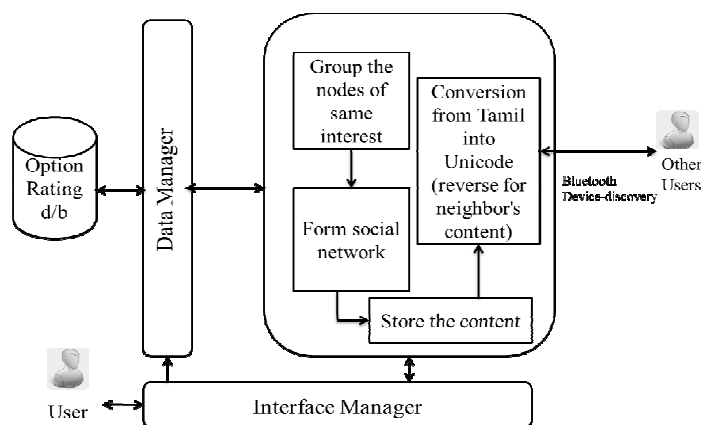 Group the
nodes of
same
interest
Conversion
from Tamil
into
Unicode
(reverse for
neighbor's
content)
Option
Rating
d/b
Data Manager
Form social
network
Store the content
Bluetooth
Device-discovery
Other
Users
User
Interface Manager